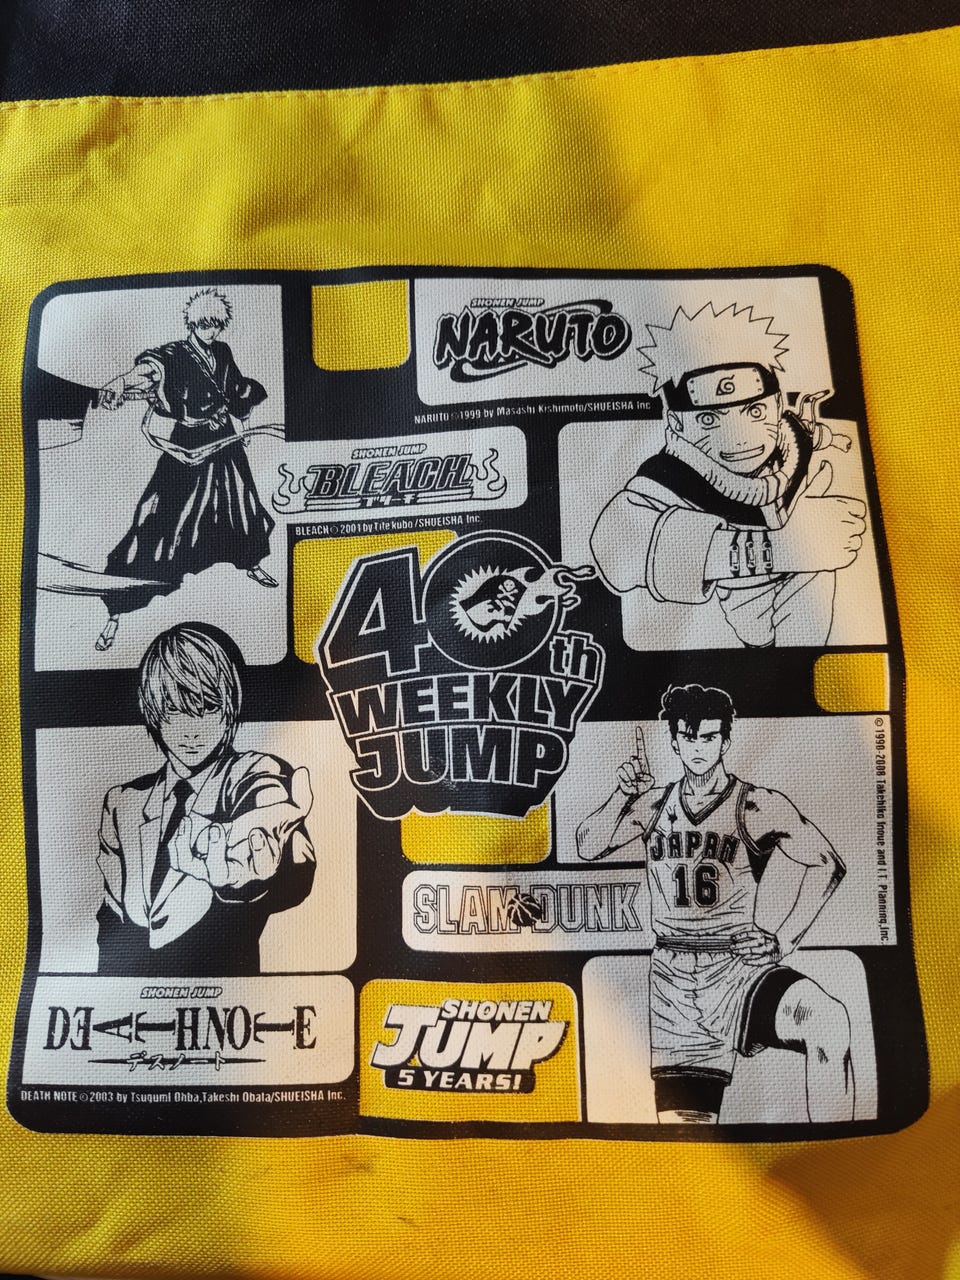 SHONEN JUMP
NARUTO
NARUTO ©1999 by Masashi Kishimoto/SHUEISHA Inc.
SHONEN JUMP
BLEACH
ブリーチ
BLEACH ©2001 by Tite kubo/SHUEISHA Inc.
40th
WEEKLY
JUMP
JAPAN
16
©1990-2008 Takehiko Inoue and I.T. Planning,Inc.
SLAM DUNK
SHONEN JUMP
DEATH NOTE
デスノート
DEATH NOTE ©2003 by Tsugumi Ohba,Takeshi Obata/SHUEISHA Inc.
SHONEN
JUMP
5 YEARS!